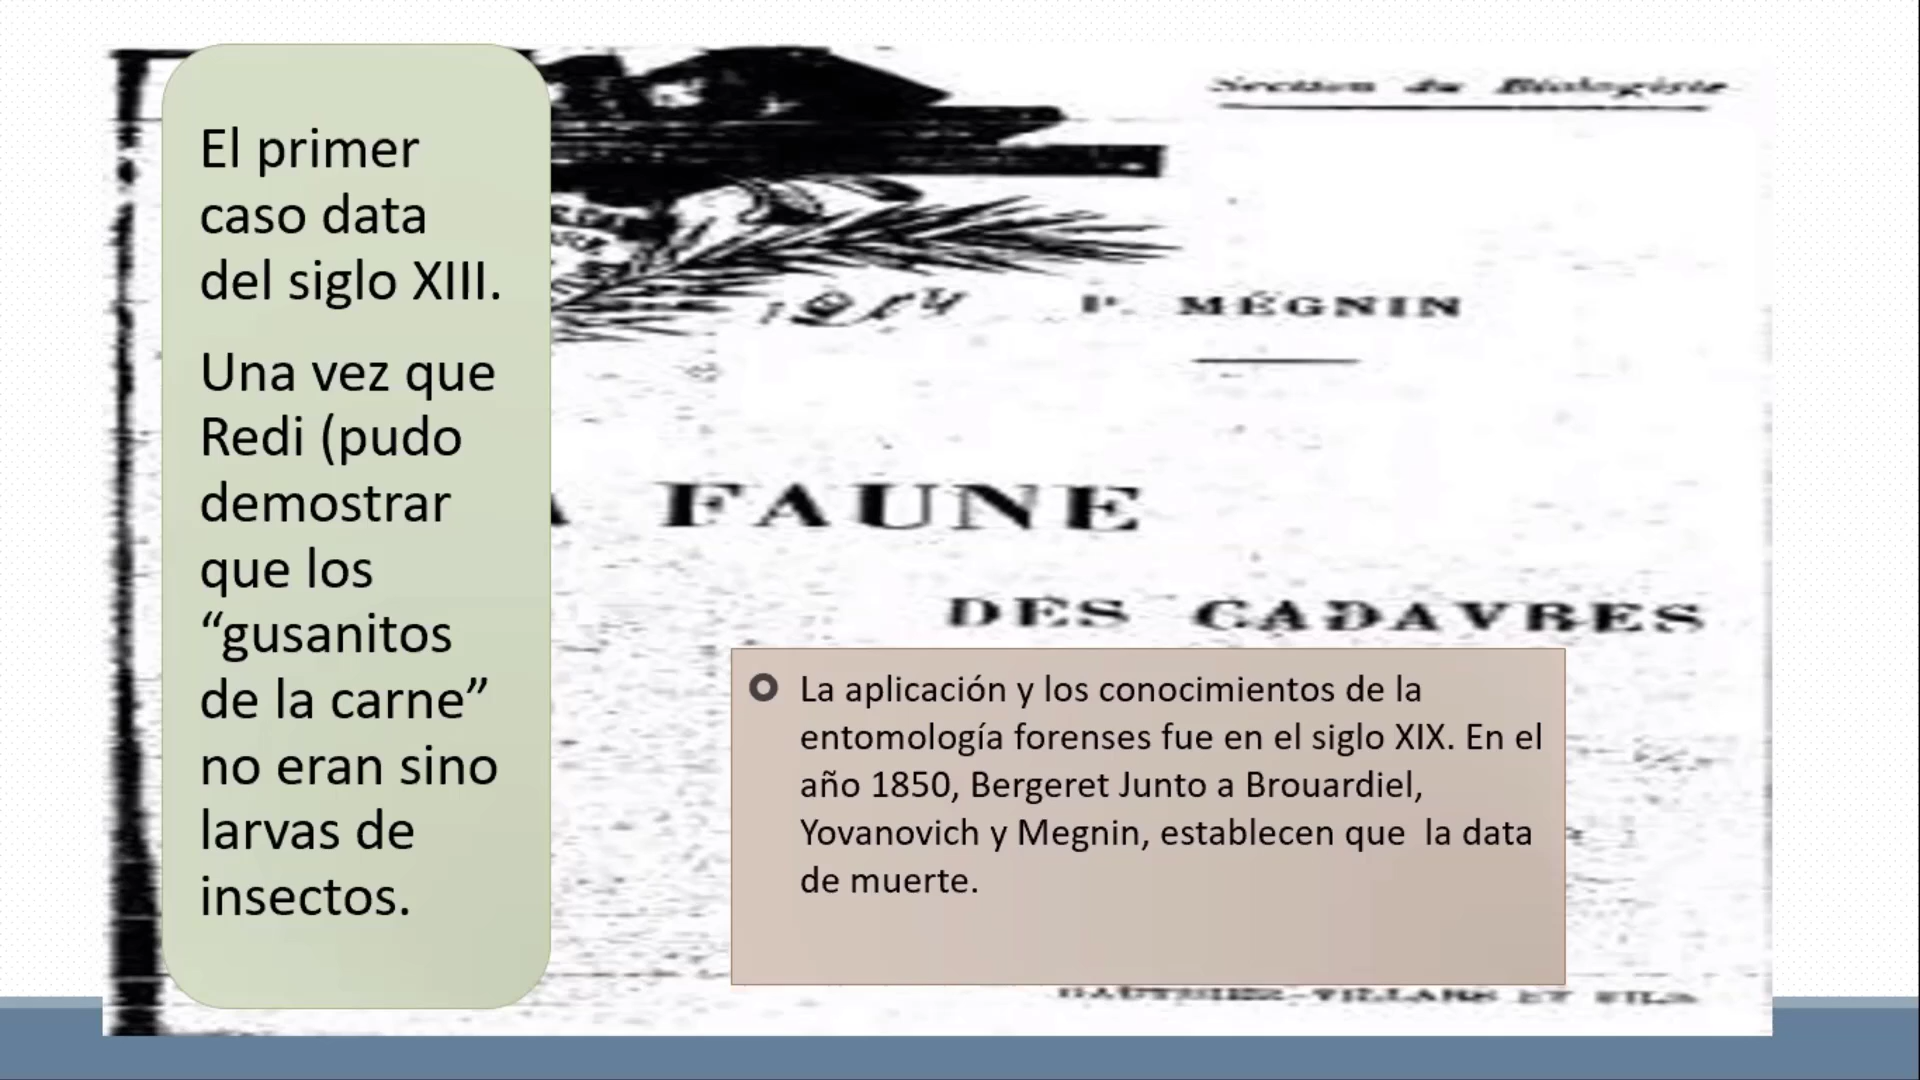 El primer
caso data
del siglo XIII.
Una vez que
Redi (pudo
demostrar
que los
“gusanitos
de la carne”
no eran sino
larvas de
insectos.
Section du Biologiste
P. MÉGNIN
FAUNE
DES CADAVRES
La aplicación y los conocimientos de la
entomología forenses fue en el siglo XIX. En el
año 1850, Bergeret Junto a Brouardiel,
Yovanovich y Megnin, establecen que la data
de muerte.
GAUTHIER-VILLARS ET FILS